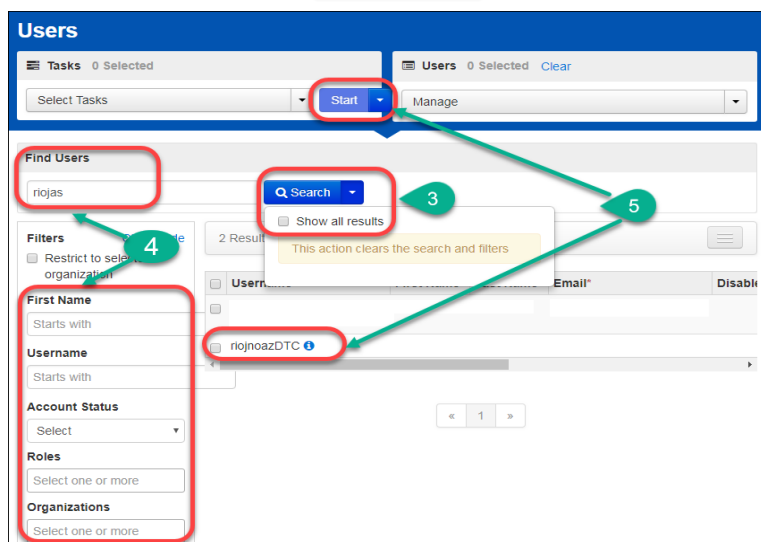 Users
Tasks 0 Selected
Users 0 Selected Clear
Select Tasks
Start
Manage
Find Users
riojas
Search
3
Show all results
This action clears the search and filters
5
Filters
4
2 Result
Restrict to
organization
Email*
First Name
Starts with
riojnoazDTC
Username
Starts with
Account Status
Select
« 1 »
Roles
Select one or more
Organizations
Select one or more